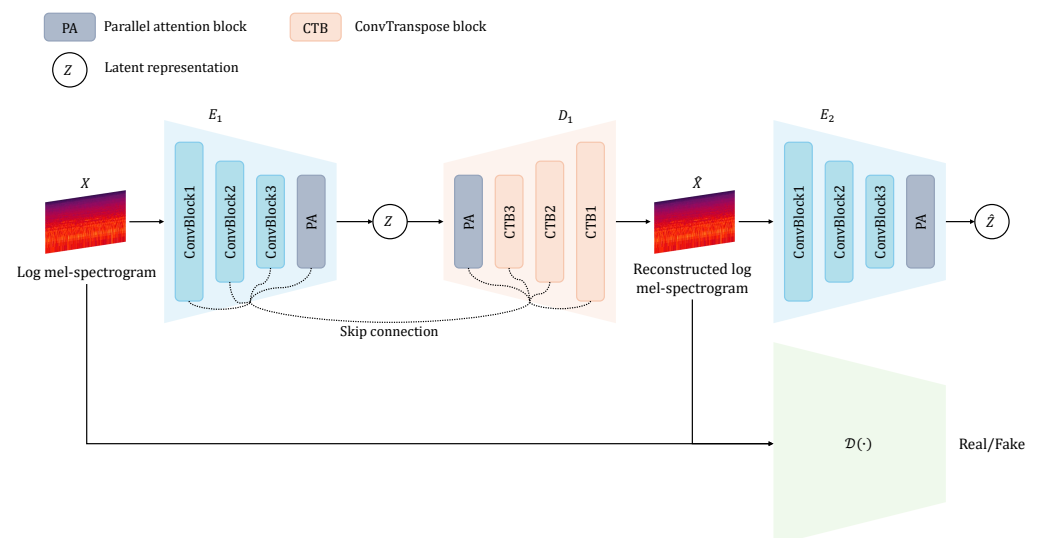 PA Parallel attention block CTB ConvTranspose block
Z Latent representation
E₁ D₁ E₂
X X̂
ConvBlock1 ConvBlock2 ConvBlock3 PA
Z
PA CTB3 CTB2 CTB1
ConvBlock1 ConvBlock2 ConvBlock3 PA
Ẑ
Log mel-spectrogram
Reconstructed log
mel-spectrogram
Skip connection
𝒟(·) Real/Fake